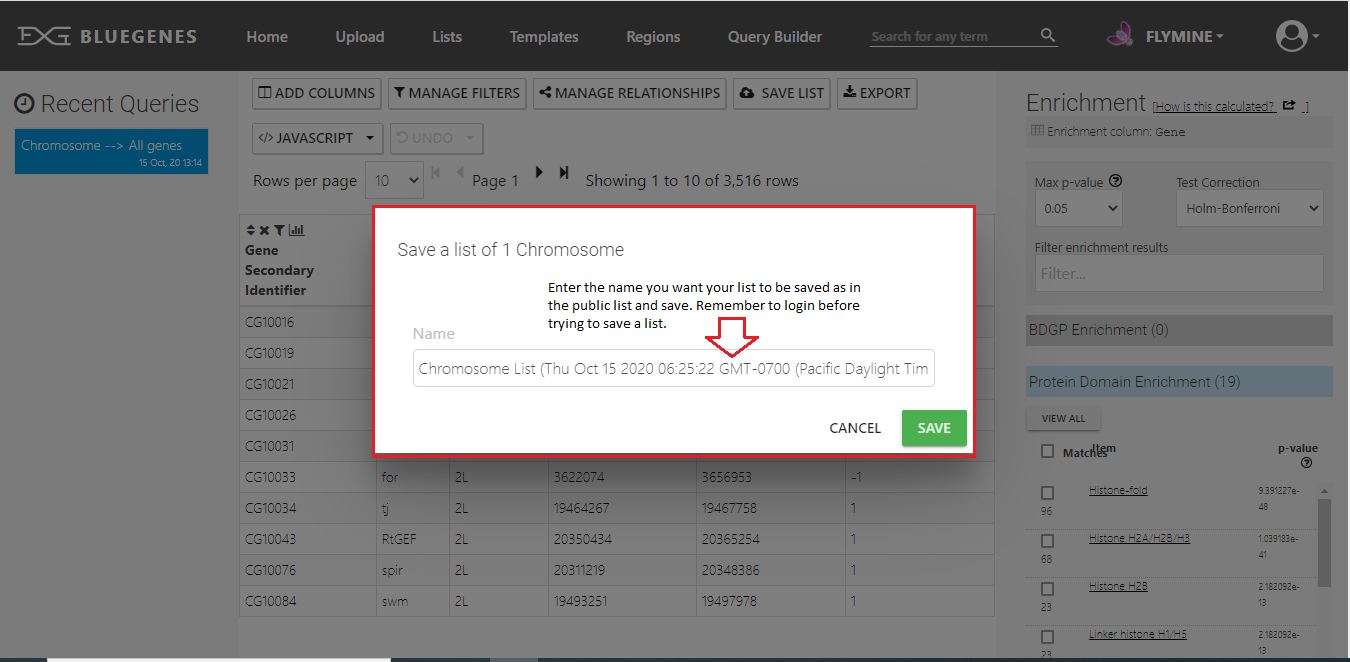 BLUEGENES
Home
Upload
Lists
Templates
Regions
Query Builder
Search for any term
FLYMINE
Recent Queries
Chromosome --> All genes
15 Oct, 20 13:14
ADD COLUMNS
MANAGE FILTERS
MANAGE RELATIONSHIPS
SAVE LIST
EXPORT
</> JAVASCRIPT
UNDO
Rows per page
10
Page 1
Showing 1 to 10 of 3,516 rows
Gene
Secondary
Identifier
CG10016
CG10019
CG10021
CG10026
CG10031
CG10033 for 2L 3622074 3656953 -1
CG10034 tj 2L 19464267 19467758 1
CG10043 RtGEF 2L 20350434 20365254 1
CG10076 spir 2L 20311219 20348386 1
CG10084 swm 2L 19493251 19497978 1
Save a list of 1 Chromosome
Enter the name you want your list to be saved as in
the public list and save. Remember to login before
trying to save a list.
Name
Chromosome List (Thu Oct 15 2020 06:25:22 GMT-0700 (Pacific Daylight Tim
CANCEL
SAVE
Enrichment [How is this calculated? ]
Enrichment column: Gene
Max p-value
Test Correction
0.05
Holm-Bonferroni
Filter enrichment results
Filter...
BDGP Enrichment (0)
Protein Domain Enrichment (19)
VIEW ALL
Matches
Item
p-value
Histone-fold
9.391227e-
48
96
Histone H2A/H2B/H3
1.039183e-
41
68
Histone H2B
2.182092e-
13
23
Linker histone H1/H5
2.182092e-
13
23